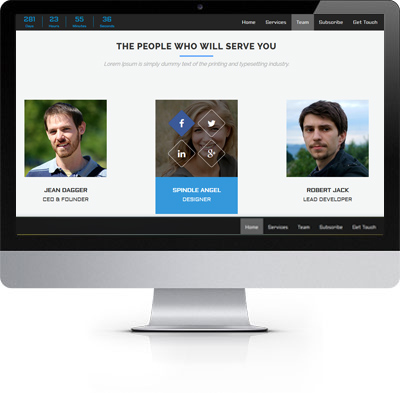 281 23 55 36
Days Hours Minutes Seconds
Home Services Team Subscribe Get Touch
THE PEOPLE WHO WILL SERVE YOU
Lorem Ipsum is simply dummy text of the printing and typesetting industry.
f in g+
JEAN DAGGER
CEO & FOUNDER
SPINDLE ANGEL
DESIGNER
ROBERT JACK
LEAD DEVELOPER
Home Services Team Subscribe Get Touch